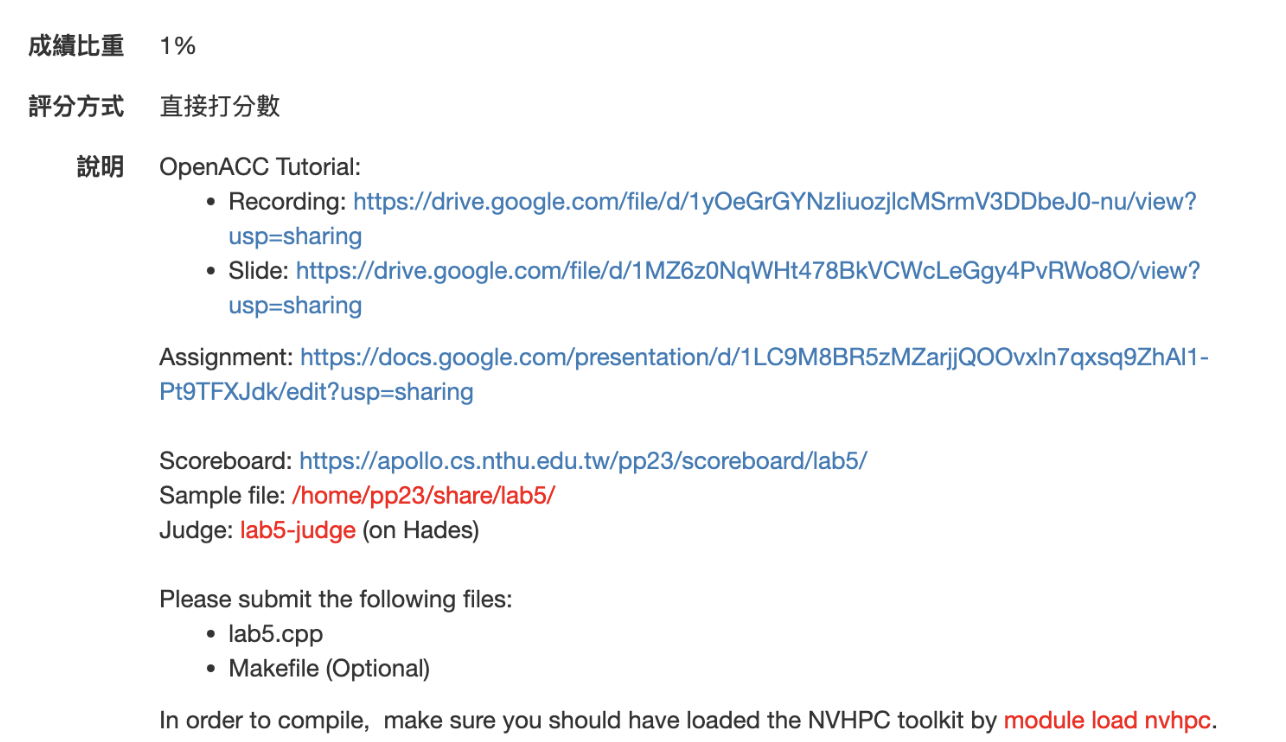 成績比重 1%
評分方式 直接打分數
說明 OpenACC Tutorial:
• Recording: https://drive.google.com/file/d/1yOeGrGYNzIiuozjlcMSrmV3DDbeJ0-nu/view?
usp=sharing
• Slide: https://drive.google.com/file/d/1MZ6z0NqWHt478BkVCWcLeGgy4PvRWo8O/view?
usp=sharing
Assignment: https://docs.google.com/presentation/d/1LC9M8BR5zMZarjjQOOvxln7qxsq9ZhAl1-
Pt9TFXJdk/edit?usp=sharing
Scoreboard: https://apollo.cs.nthu.edu.tw/pp23/scoreboard/lab5/
Sample file: /home/pp23/share/lab5/
Judge: lab5-judge (on Hades)
Please submit the following files:
• lab5.cpp
• Makefile (Optional)
In order to compile,  make sure you should have loaded the NVHPC toolkit by module load nvhpc.